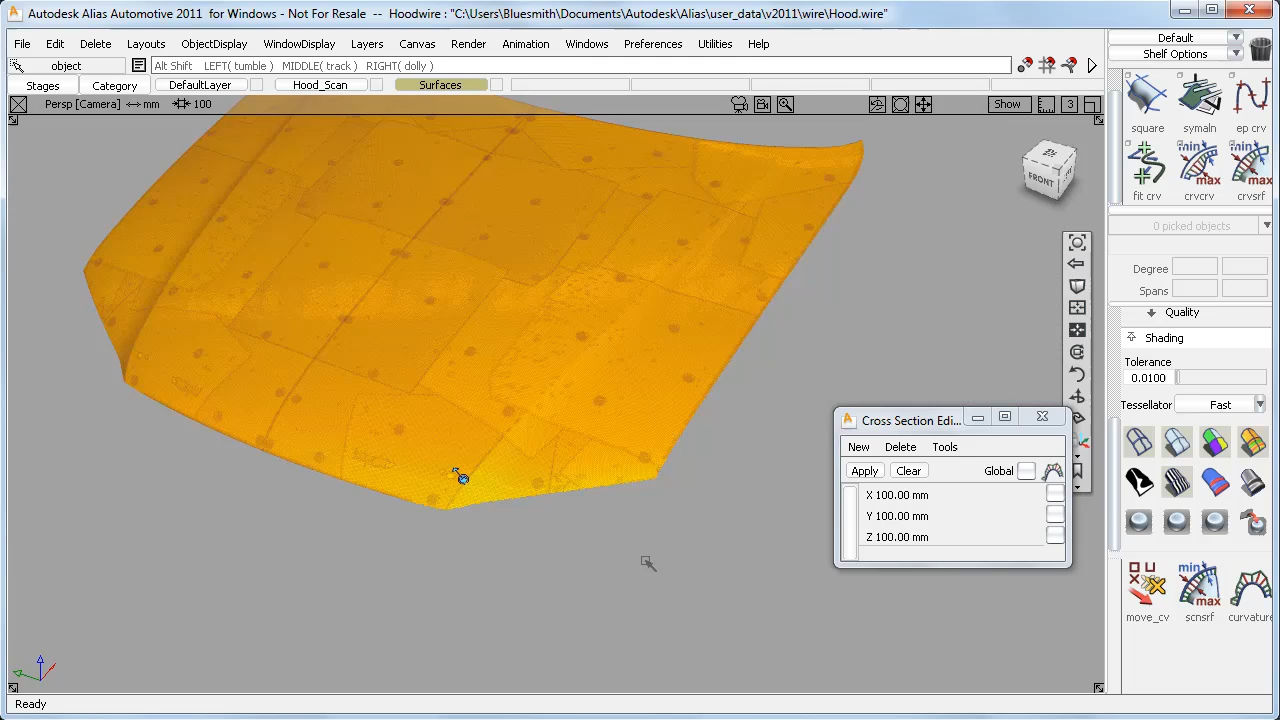 Autodesk Alias Automotive 2011 for Windows - Not For Resale -- Hoodwire : "C:\Users\Bluesmith\Documents\Autodesk\Alias\user_data\v2011\wire\Hood.wire"
File Edit Delete Layouts ObjectDisplay WindowDisplay Layers Canvas Render Animation Windows Preferences Utilities Help
Default
Shelf Options
object
Alt Shift LEFT( tumble ) MIDDLE( track ) RIGHT( dolly )
Stages Category DefaultLayer Hood_Scan Surfaces
Persp [Camera] mm 100
Show
3
square symaln ep crv
min max
min
fit crv crvcrv crvsrf
FRONT
0 picked objects
Degree
Spans
Quality
Shading
Tolerance
0.0100
Tessellator Fast
Cross Section Edi...
New Delete Tools
Apply Clear Global
X 100.00 mm
Y 100.00 mm
Z 100.00 mm
min max
move_cv scnsrf curvature
Ready